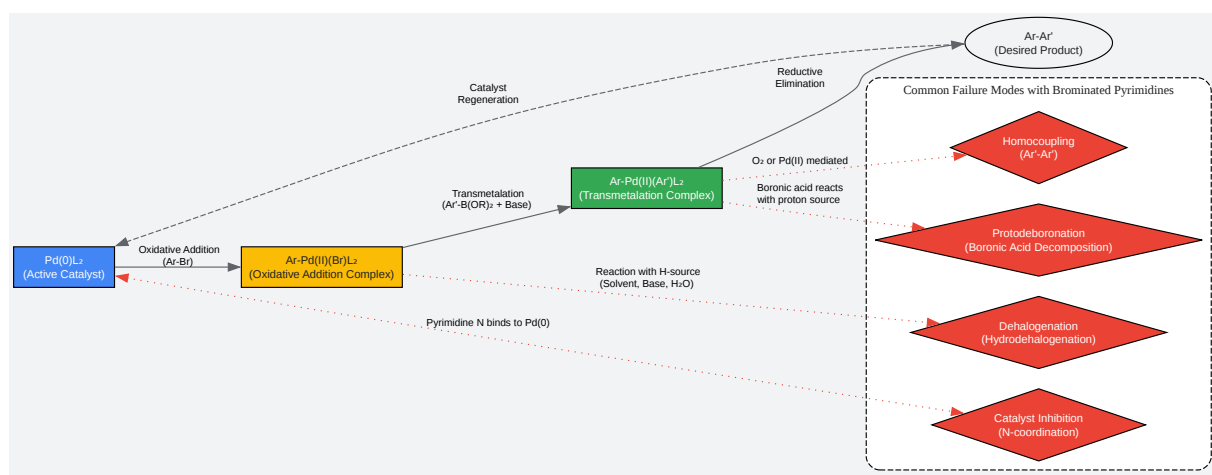 Ar-Ar'
(Desired Product)
Catalyst
Regeneration
Reductive
Elimination
Common Failure Modes with Brominated Pyrimidines
Homocoupling
(Ar'-Ar')
O₂ or Pd(II) mediated
Ar-Pd(II)(Ar')L₂
(Transmetalation Complex)
Boronic acid reacts
with proton source
Transmetalation
(Ar'-B(OR)₂ + Base)
Protodeboronation
(Boronic Acid Decomposition)
Oxidative Addition
(Ar-Br)
Pd(0)L₂
(Active Catalyst)
Ar-Pd(II)(Br)L₂
(Oxidative Addition Complex)
Reaction with H-source
(Solvent, Base, H₂O)
Pyrimidine N binds to Pd(0)
Dehalogenation
(Hydrodehalogenation)
Catalyst Inhibition
(N-coordination)